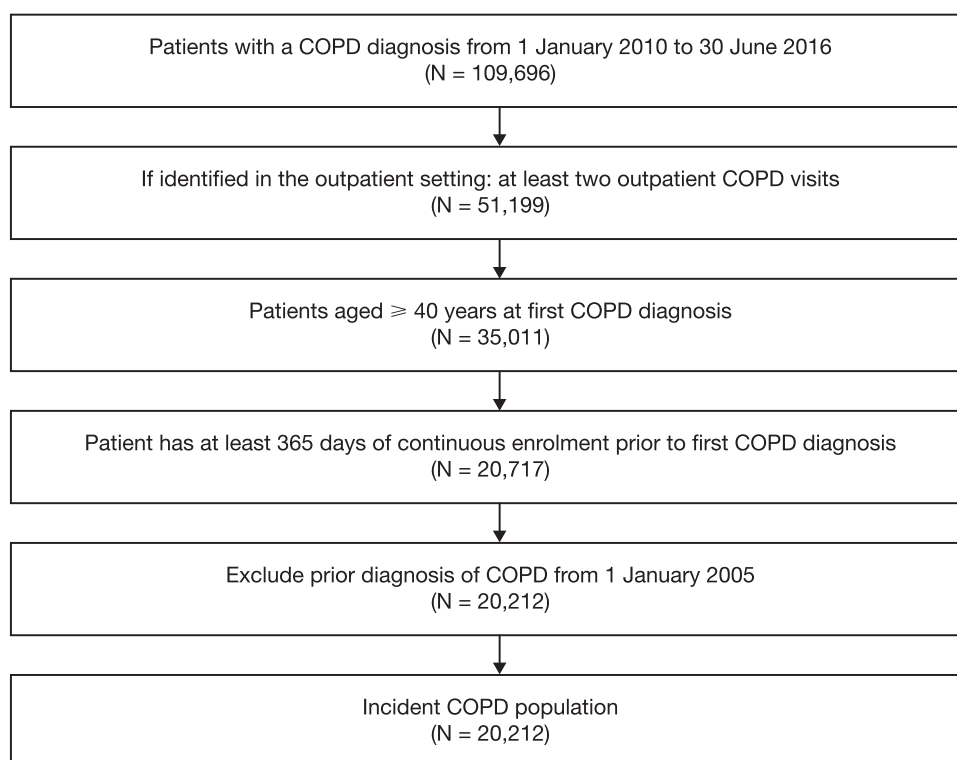 Patients with a COPD diagnosis from 1 January 2010 to 30 June 2016
(N = 109,696)
If identified in the outpatient setting: at least two outpatient COPD visits
(N = 51,199)
Patients aged ⩾ 40 years at first COPD diagnosis
(N = 35,011)
Patient has at least 365 days of continuous enrolment prior to first COPD diagnosis
(N = 20,717)
Exclude prior diagnosis of COPD from 1 January 2005
(N = 20,212)
Incident COPD population
(N = 20,212)